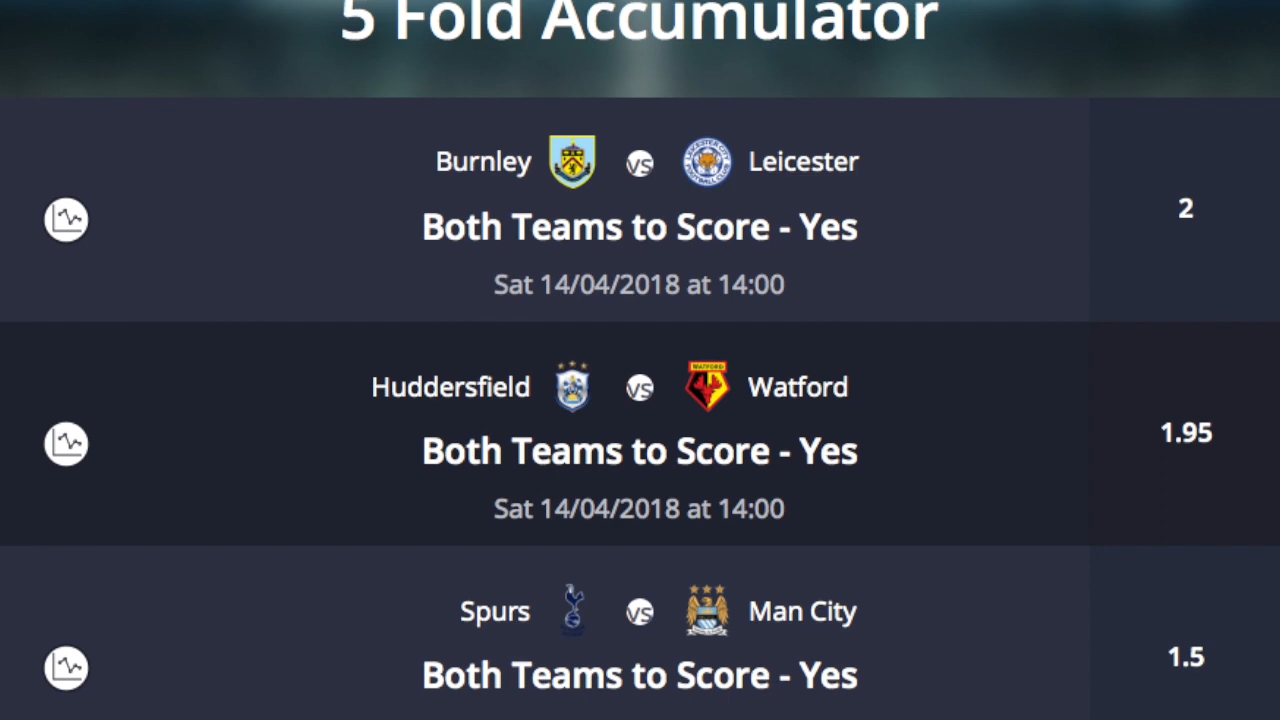 5 Fold Accumulator
Burnley vs Leicester
Both Teams to Score - Yes
2
Sat 14/04/2018 at 14:00
Huddersfield vs WATFORD Watford
Both Teams to Score - Yes
1.95
Sat 14/04/2018 at 14:00
Spurs vs Man City
Both Teams to Score - Yes
1.5